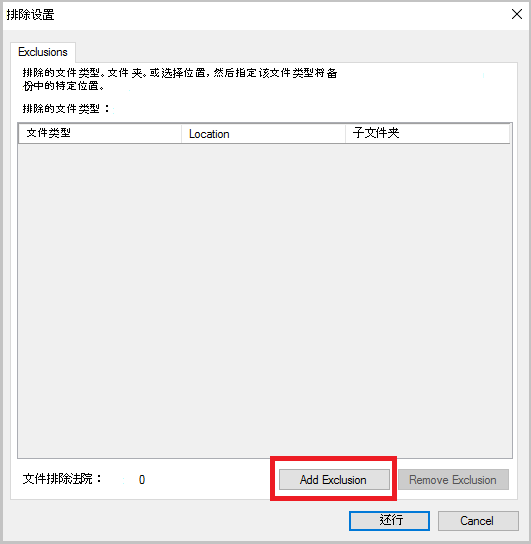 排除设置
Exclusions
排除的文件类型。文件夹。或选择位置，然后指定该文件类型将备
份中的特定位置。
排除的文件类型：
文件类型 Location 子文件夹
文件排除法院： 0 Add Exclusion Remove Exclusion
还行 Cancel